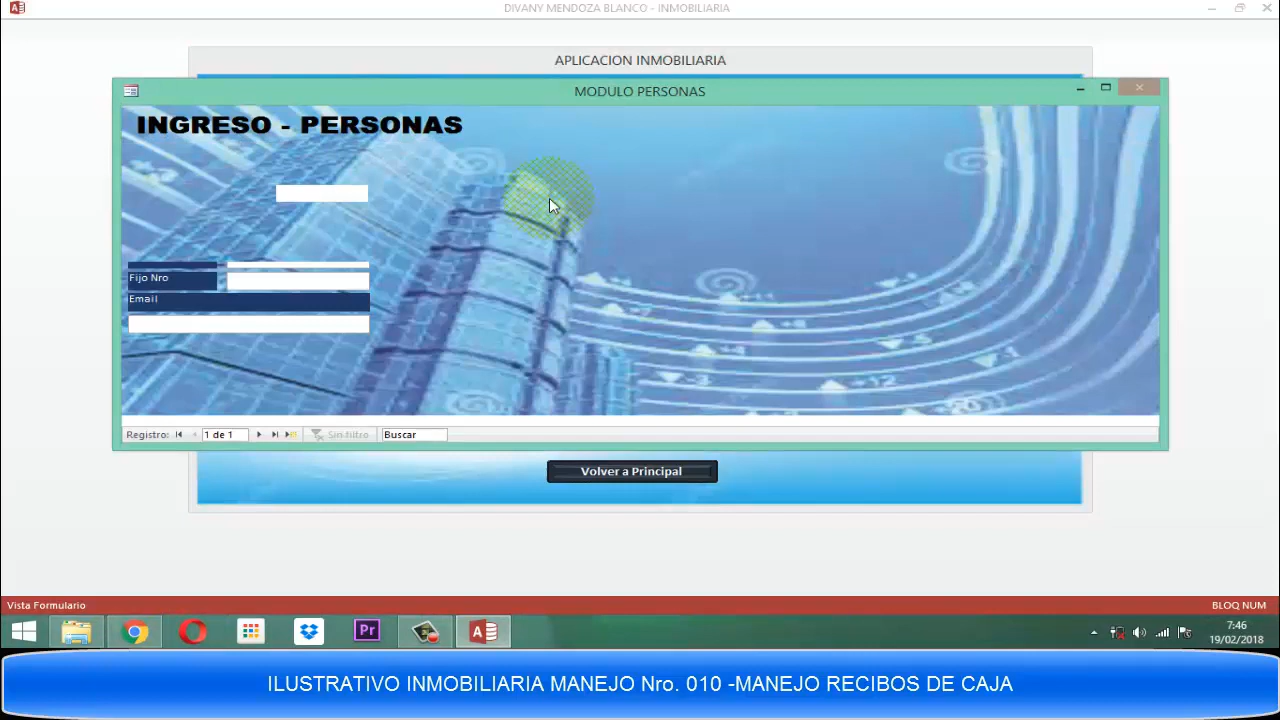 DIVANY MENDOZA BLANCO - INMOBILIARIA
APLICACION INMOBILIARIA
MODULO PERSONAS
INGRESO - PERSONAS
Fijo Nro
Email
Registro: 1 de 1 Sin filtro Buscar
Volver a Principal
Vista Formulario BLOQ NUM
Pr
7:46
19/02/2018
ILUSTRATIVO INMOBILIARIA MANEJO Nro. 010 -MANEJO RECIBOS DE CAJA